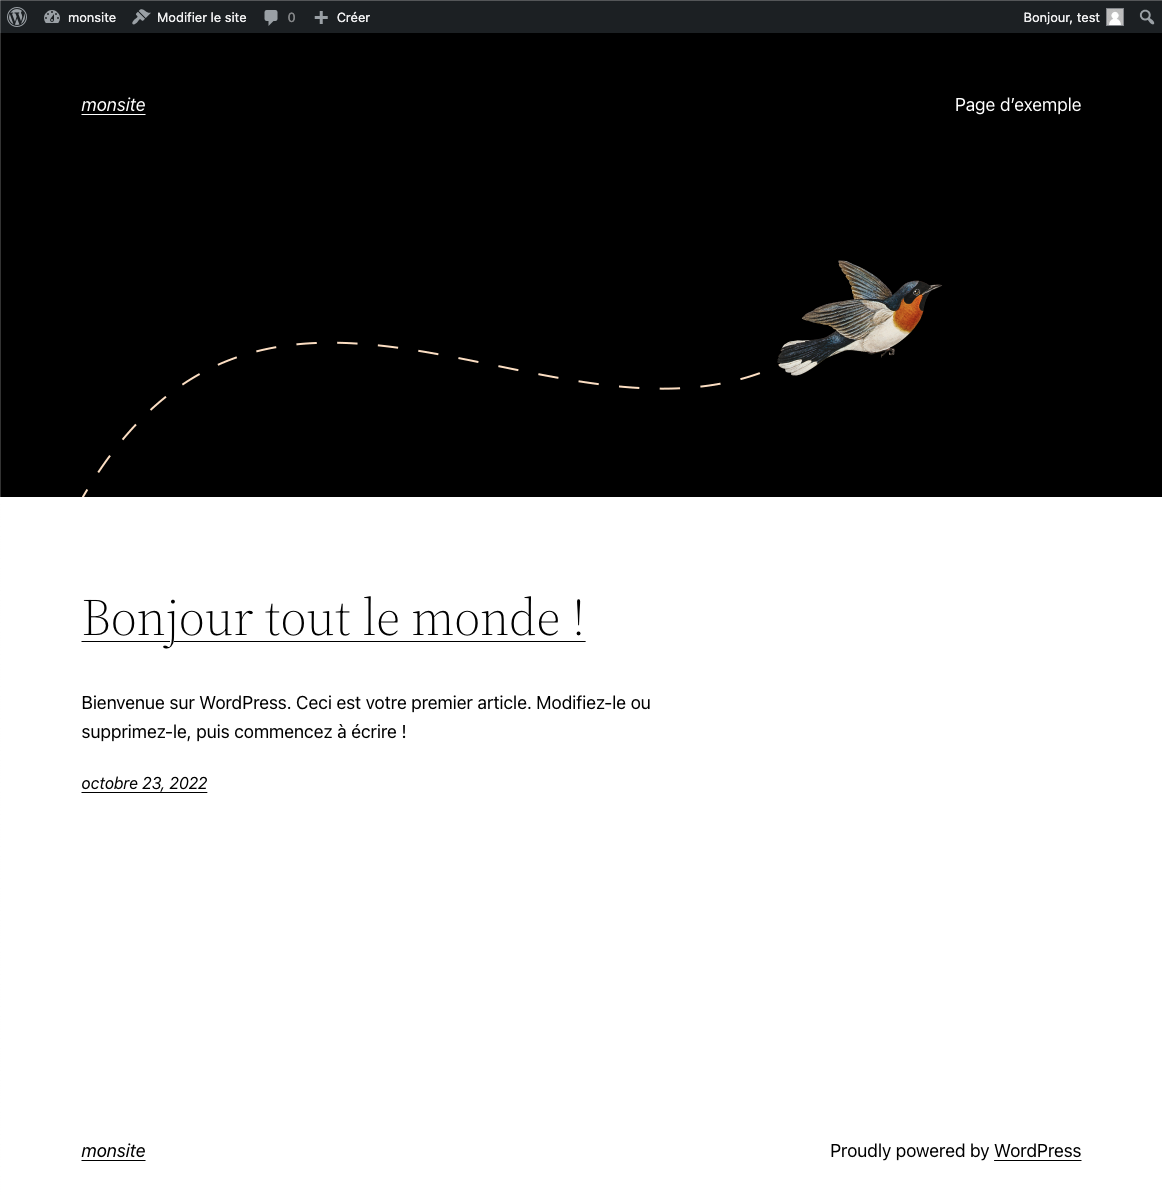 monsite Modifier le site 0 Créer Bonjour, test
monsite Page d’exemple
Bonjour tout le monde !
Bienvenue sur WordPress. Ceci est votre premier article. Modifiez-le ou
supprimez-le, puis commencez à écrire !
octobre 23, 2022
monsite Proudly powered by WordPress